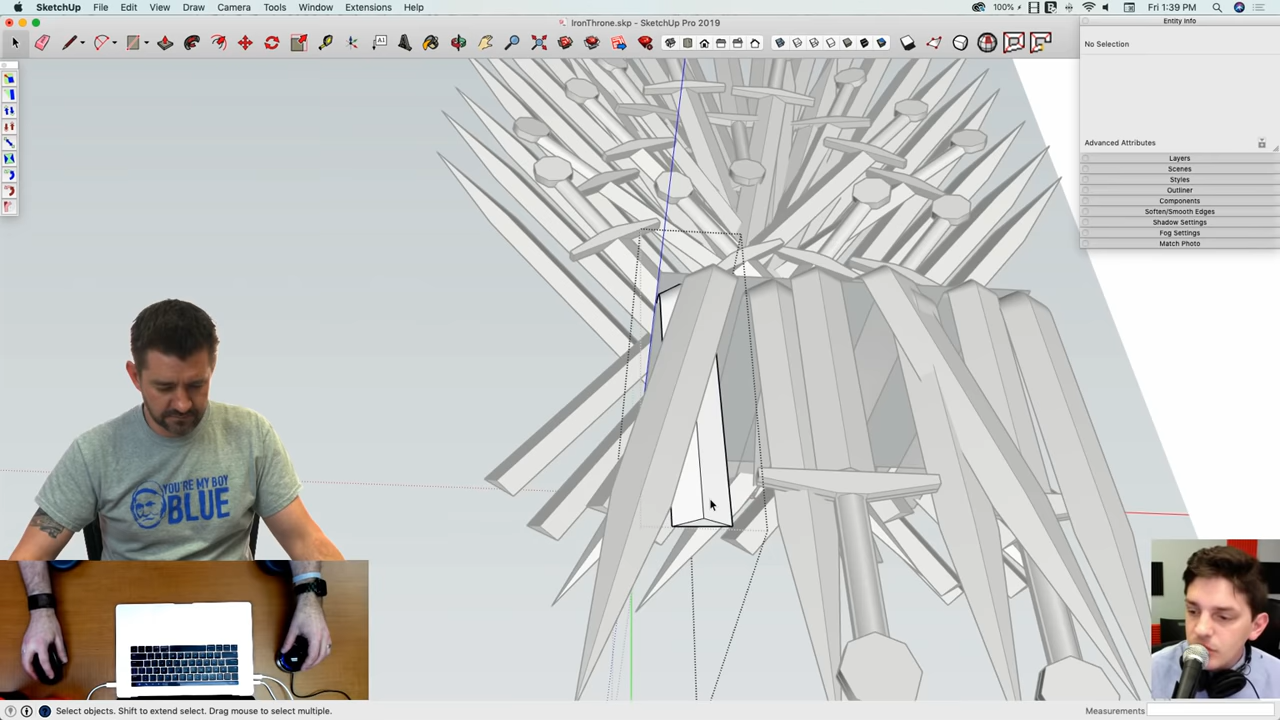 SketchUp File Edit View Draw Camera Tools Window Extensions Help
100% Fri 1:39 PM
IronThrone.skp - SketchUp Pro 2019
Entity Info
No Selection
Advanced Attributes
Layers
Scenes
Styles
Outliner
Components
Soften/Smooth Edges
Shadow Settings
Fog Settings
Match Photo
YOU'RE MY BOY
BLUE
Select objects. Shift to extend select. Drag mouse to select multiple.
Measurements